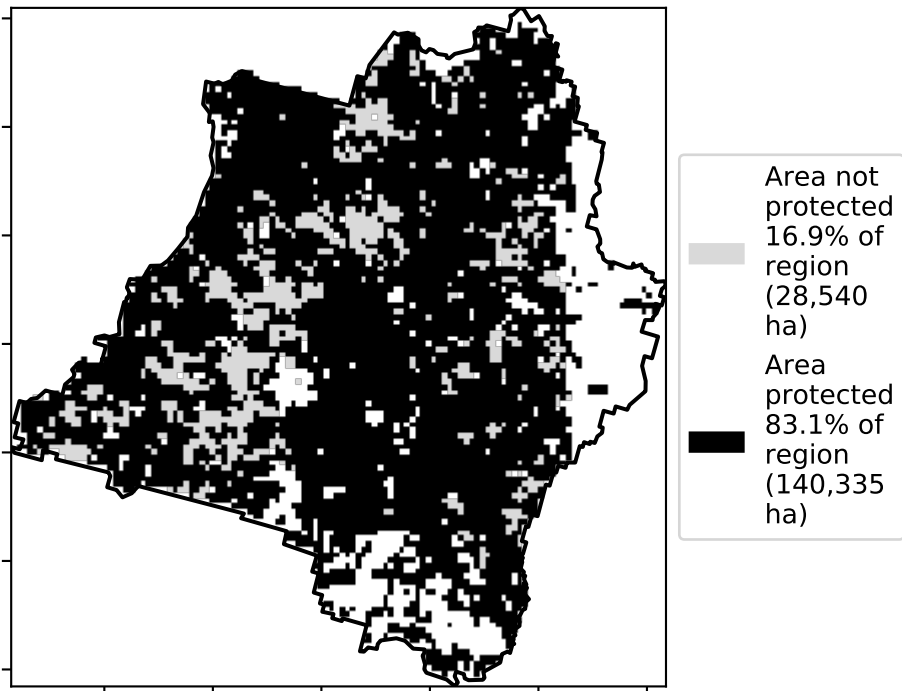 Area not
protected
16.9% of
region
(28,540
ha)
Area
protected
83.1% of
region
(140,335
ha)